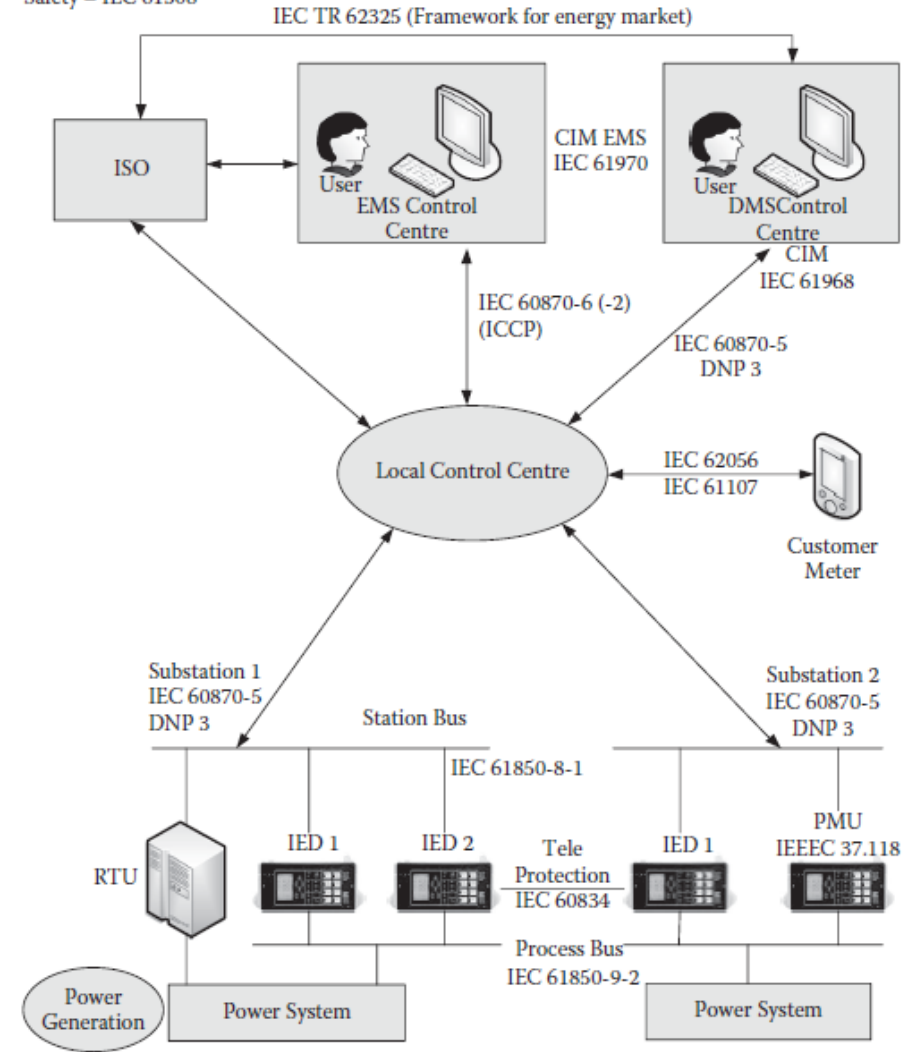 Safety – IEC 61508
IEC TR 62325 (Framework for energy market)
ISO
User
EMS Control
Centre
CIM EMS
IEC 61970
User
DMSControl
Centre
CIM
IEC 61968
IEC 60870-6 (-2)
(ICCP)
IEC 60870-5
DNP 3
Local Control Centre
IEC 62056
IEC 61107
Customer
Meter
Substation 1
IEC 60870-5
DNP 3
Station Bus
Substation 2
IEC 60870-5
DNP 3
IEC 61850-8-1
RTU
IED 1
IED 2
Tele
Protection
IEC 60834
IED 1
PMU
IEEEC 37.118
Process Bus
IEC 61850-9-2
Power
Generation
Power System
Power System